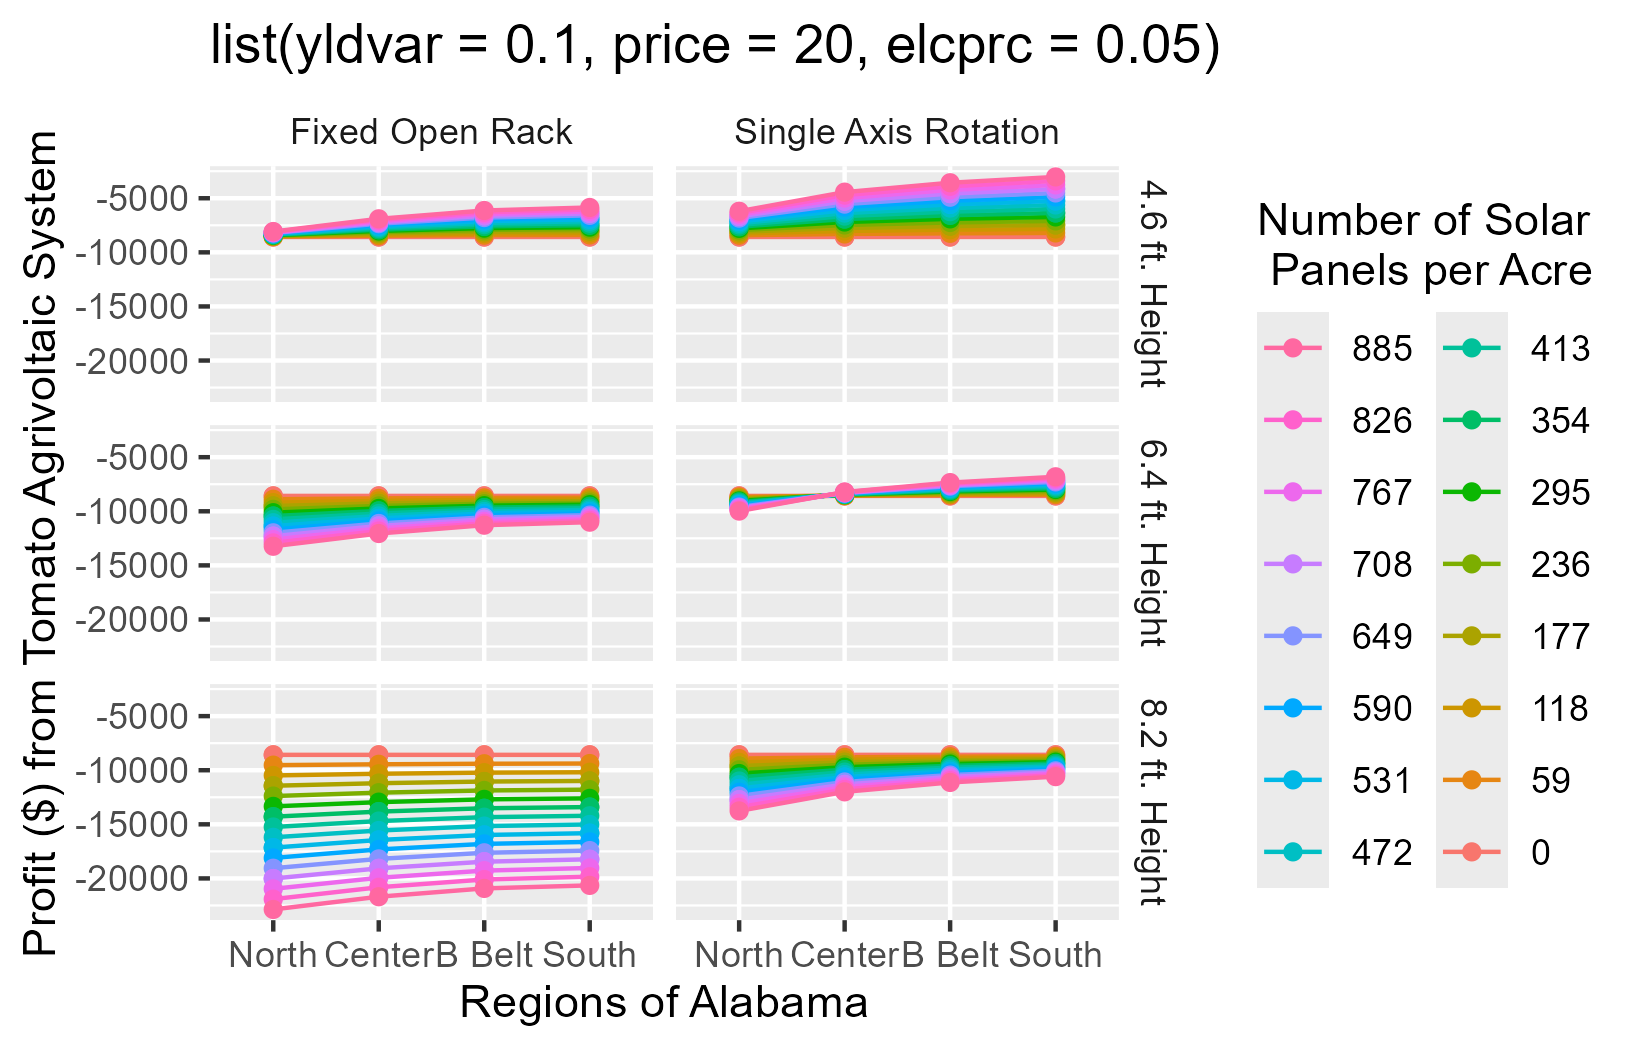 list(yldvar = 0.1, price = 20, elcprc = 0.05)
Fixed Open Rack
Single Axis Rotation
Profit ($) from Tomato Agrivoltaic System
-5000
-10000
-15000
-20000
4.6 ft. Height
-5000
-10000
-15000
-20000
6.4 ft. Height
-5000
-10000
-15000
-20000
8.2 ft. Height
North Center B Belt South
North Center B Belt South
Regions of Alabama
Number of Solar
Panels per Acre
885
826
767
708
649
590
531
472
413
354
295
236
177
118
59
0